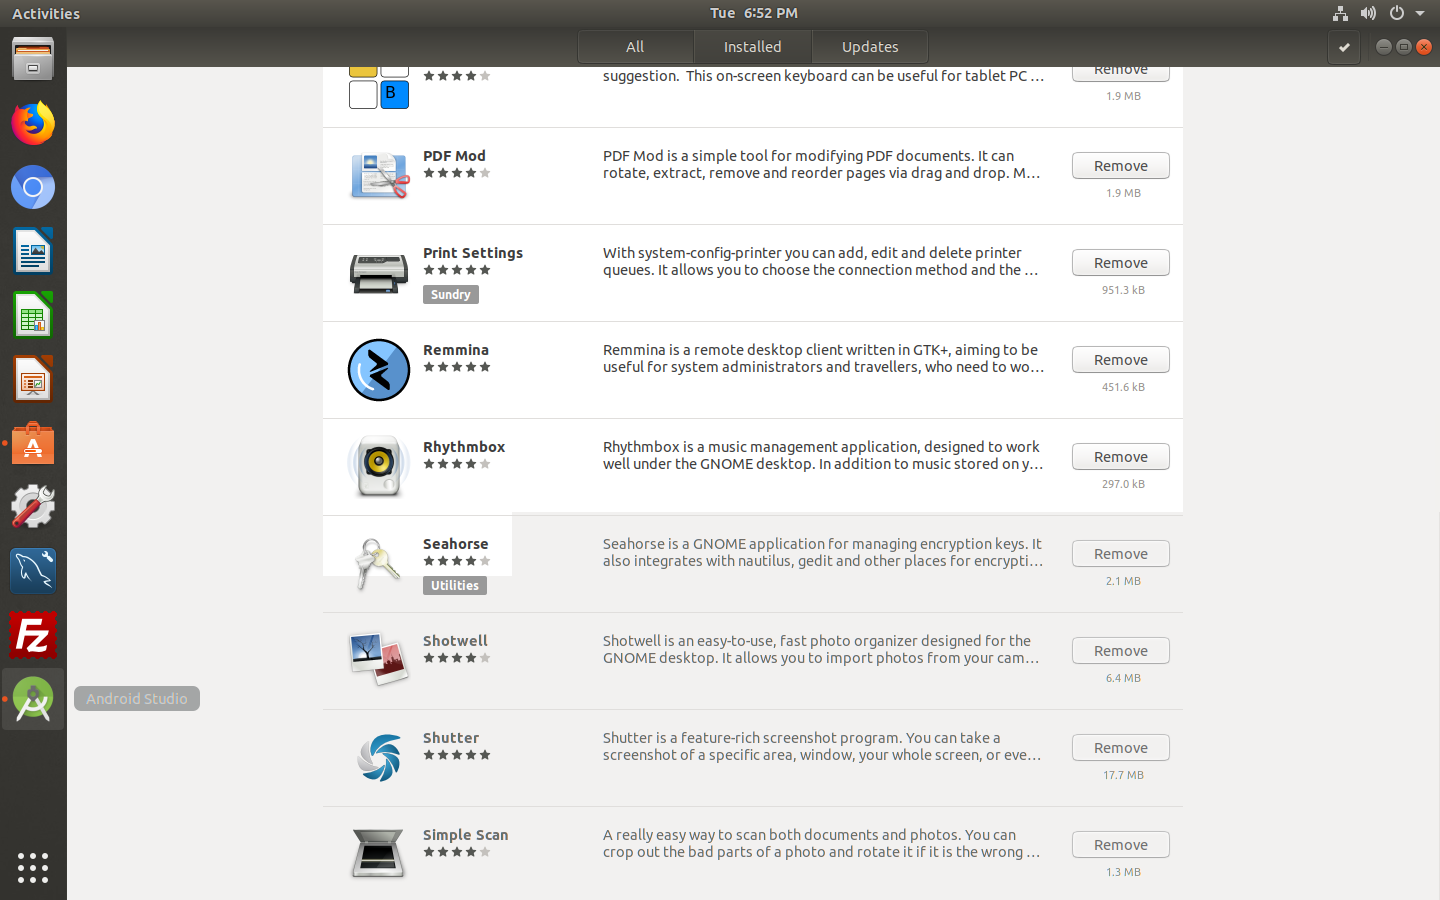 Activities
Tue 6:52 PM
All
Installed
Updates
B
suggestion. This on-screen keyboard can be useful for tablet PC …
Remove
1.9 MB
PDF Mod
PDF Mod is a simple tool for modifying PDF documents. It can
rotate, extract, remove and reorder pages via drag and drop. M…
Remove
1.9 MB
Print Settings
Sundry
With system-config-printer you can add, edit and delete printer
queues. It allows you to choose the connection method and the …
Remove
951.3 kB
Remmina
Remmina is a remote desktop client written in GTK+, aiming to be
useful for system administrators and travellers, who need to wo…
Remove
451.6 kB
Rhythmbox
Rhythmbox is a music management application, designed to work
well under the GNOME desktop. In addition to music stored on y…
Remove
297.0 kB
Seahorse
Utilities
Seahorse is a GNOME application for managing encryption keys. It
also integrates with nautilus, gedit and other places for encrypti…
Remove
2.1 MB
Shotwell
Shotwell is an easy-to-use, fast photo organizer designed for the
GNOME desktop. It allows you to import photos from your cam…
Remove
6.4 MB
Fz
Android Studio
Shutter
Shutter is a feature-rich screenshot program. You can take a
screenshot of a specific area, window, your whole screen, or eve…
Remove
17.7 MB
Simple Scan
A really easy way to scan both documents and photos. You can
crop out the bad parts of a photo and rotate it if it is the wrong …
Remove
1.3 MB